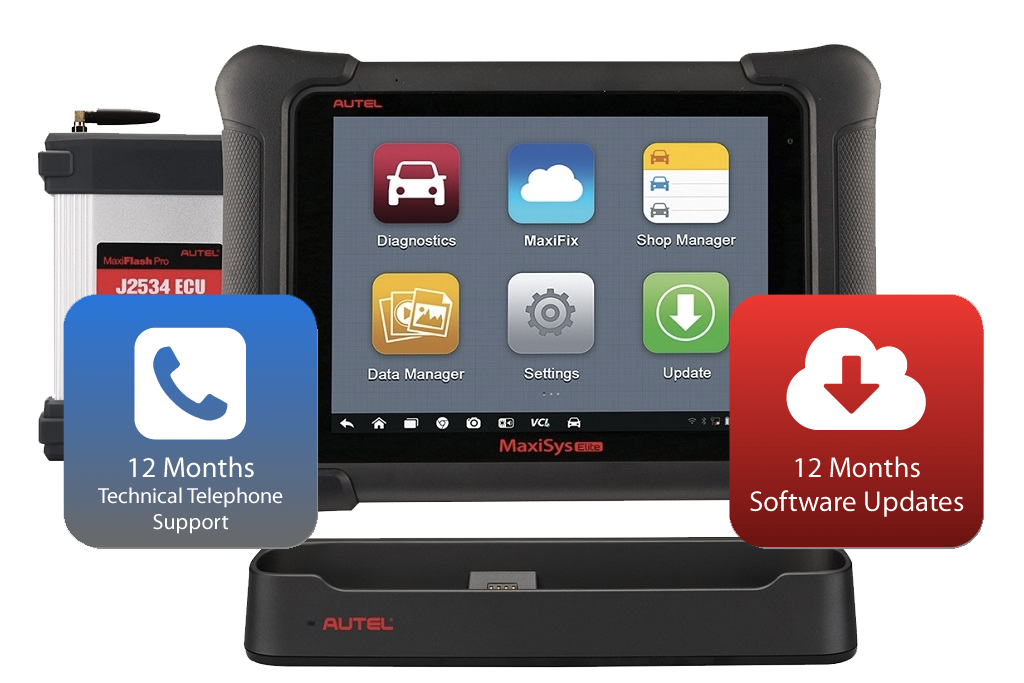 AUTEL
Diagnostics
MaxiFix
Shop Manager
Data Manager
Settings
Update
VCI
MaxiSys Elite
AUTEL
MaxiFlash Pro
J2534 ECU
12 Months
Technical Telephone
Support
12 Months
Software Updates
AUTEL